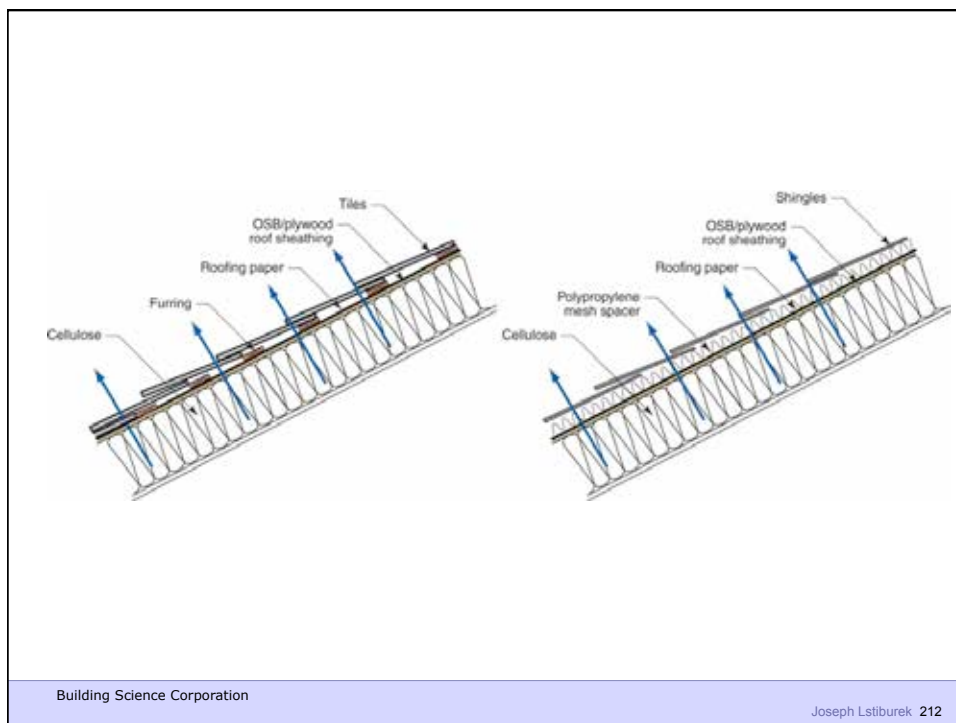 Tiles
OSB/plywood
roof sheathing
Roofing paper
Furring
Cellulose
Shingles
OSB/plywood
roof sheathing
Roofing paper
Polypropylene
mesh spacer
Cellulose
Building Science Corporation
Joseph Lstiburek 212